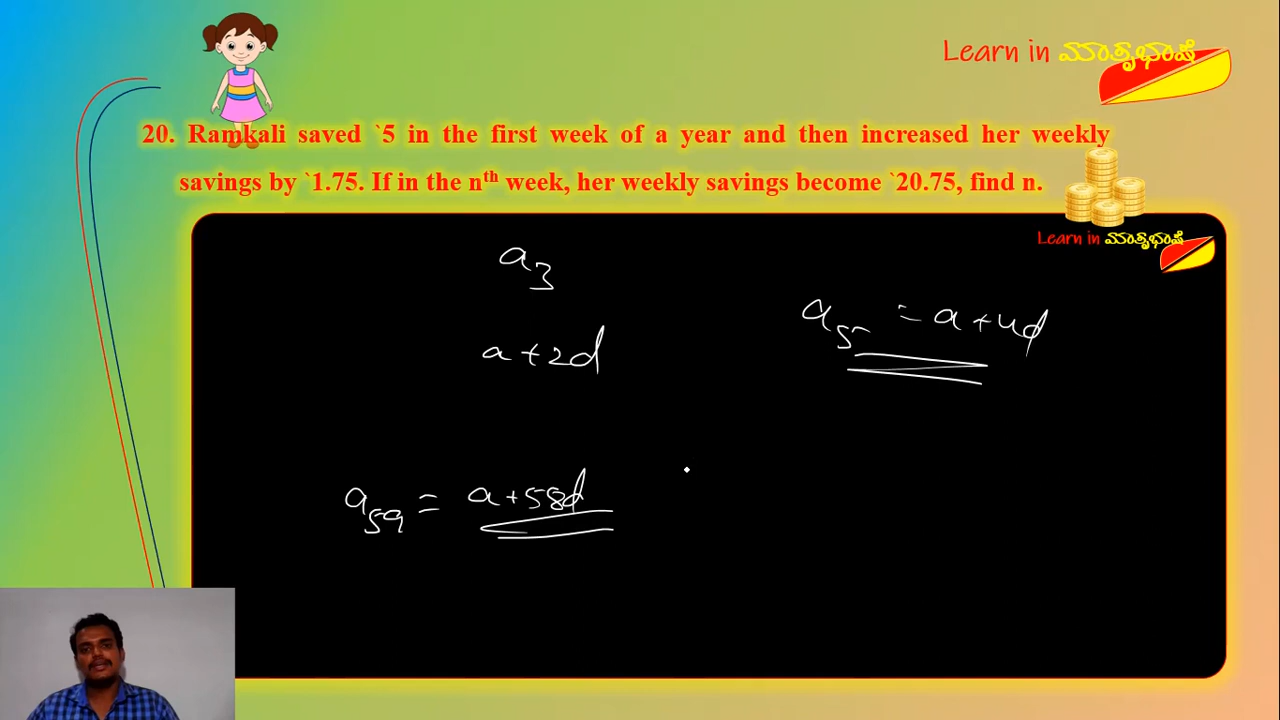 Learn in ಮಾತೃಭಾಷೆ
20. Ramkali saved `5 in the first week of a year and then increased her weekly
savings by `1.75. If in the nth week, her weekly savings become `20.75, find n.
Learn in ಮಾತೃಭಾಷೆ
a3
a5 = a+4d
a+2d
a59 = a+58d